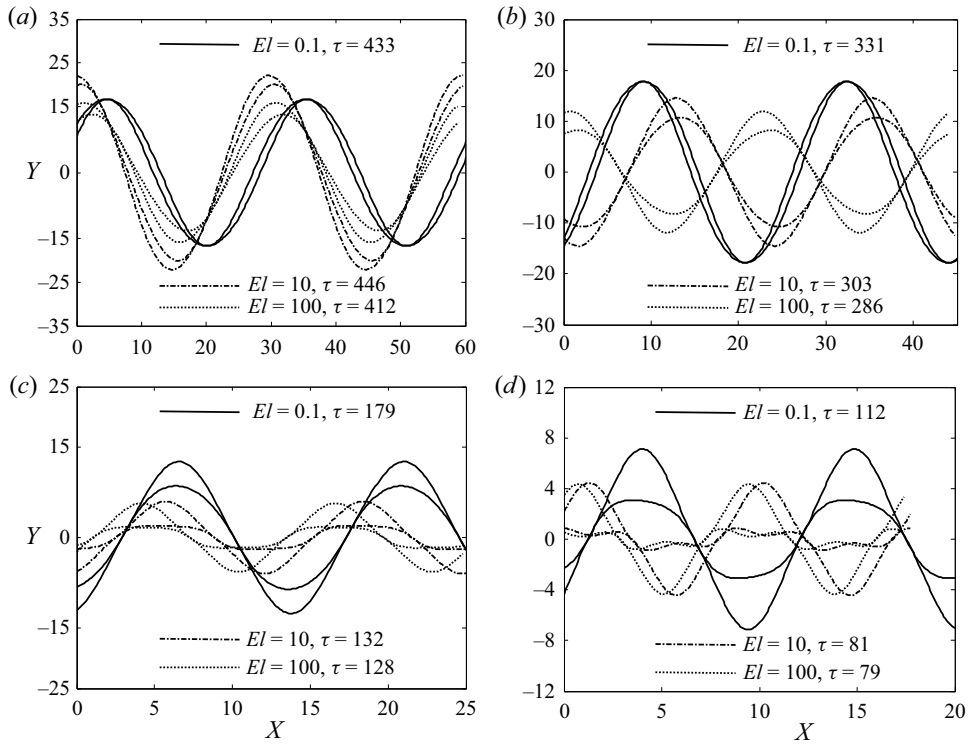 (a)
35
25
15
5
Y
0
–5
–15
–25
–35
El = 0.1, τ = 433
El = 10, τ = 446
El = 100, τ = 412
0 10 20 30 40 50 60
(b)
30
20
10
0
–10
–20
–30
El = 0.1, τ = 331
El = 10, τ = 303
El = 100, τ = 286
0 10 20 30 40
(c)
25
15
5
Y
0
–5
–15
–25
El = 0.1, τ = 179
El = 10, τ = 132
El = 100, τ = 128
0 5 10 15 20 25
X
(d)
12
8
4
0
–4
–8
–12
El = 0.1, τ = 112
El = 10, τ = 81
El = 100, τ = 79
0 5 10 15 20
X